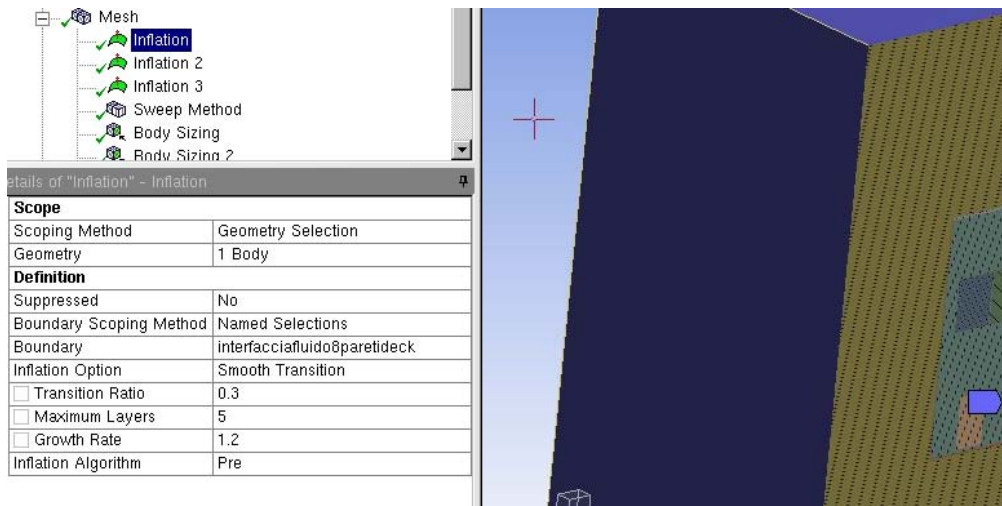 Mesh
Inflation
Inflation 2
Inflation 3
Sweep Method
Body Sizing
Body Sizing 2
etails of "Inflation" - Inflation
Scope
Scoping Method Geometry Selection
Geometry 1 Body
Definition
Suppressed No
Boundary Scoping Method Named Selections
Boundary interfacciafluido8paretideck
Inflation Option Smooth Transition
Transition Ratio 0.3
Maximum Layers 5
Growth Rate 1.2
Inflation Algorithm Pre